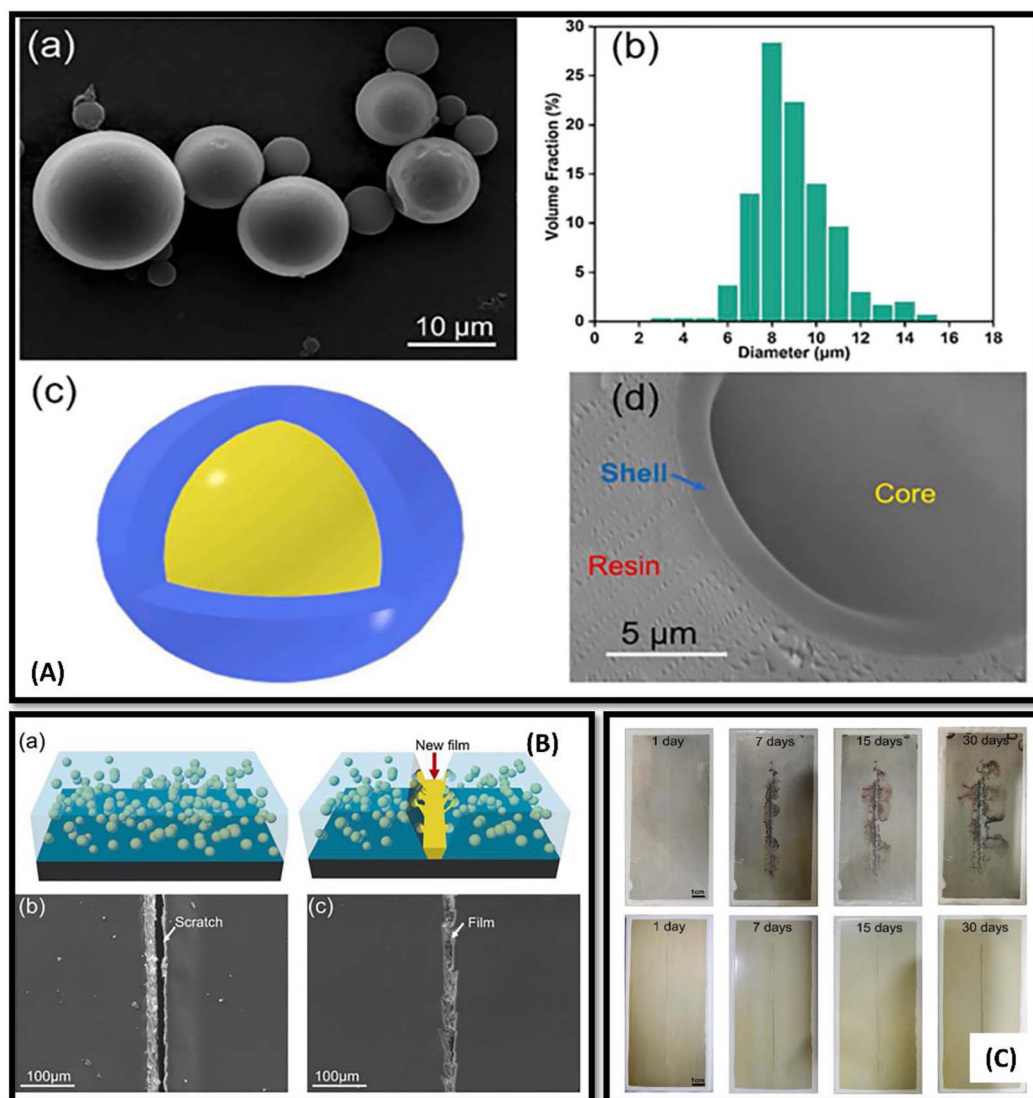 (a)
10 µm
(b)
Volume Fraction (%)
30
25
20
15
10
5
0
0 2 4 6 8 10 12 14 16 18
Diameter (µm)
(c)
(A)
(d)
Shell
Core
Resin
5 µm
(a)
New film
(B)
(b)
Scratch
100µm
(c)
Film
100µm
1 day
7 days
15 days
30 days
1cm
1 day
7 days
15 days
30 days
1cm
(C)